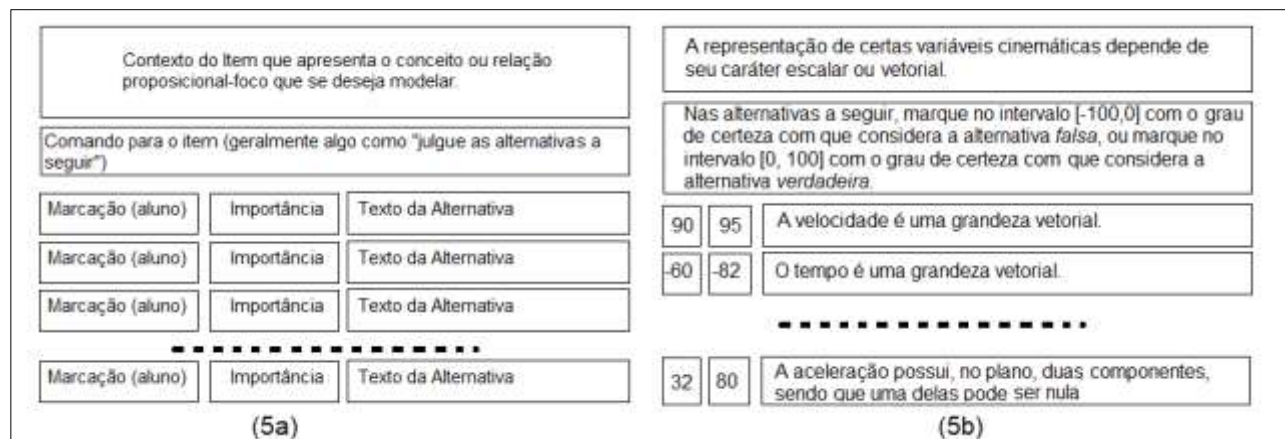 Contexto do Item que apresenta o conceito ou relação
proposicional-foco que se deseja modelar.
Comando para o item (geralmente algo como "julgue as alternativas a
seguir")
Marcação (aluno) Importância Texto da Alternativa
Marcação (aluno) Importância Texto da Alternativa
Marcação (aluno) Importância Texto da Alternativa
Marcação (aluno) Importância Texto da Alternativa
(5a)
A representação de certas variáveis cinemáticas depende de
seu caráter escalar ou vetorial.
Nas alternativas a seguir, marque no intervalo [-100,0] com o grau
de certeza com que considera a alternativa falsa, ou marque no
intervalo [0, 100] com o grau de certeza com que considera a
alternativa verdadeira.
90 95 A velocidade é uma grandeza vetorial.
-60 -82 O tempo é uma grandeza vetorial.
32 80 A aceleração possui, no plano, duas componentes,
sendo que uma delas pode ser nula
(5b)